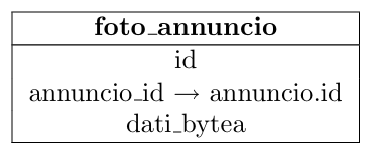 foto_annuncio
id
annuncio_id → annuncio.id
dati_bytea